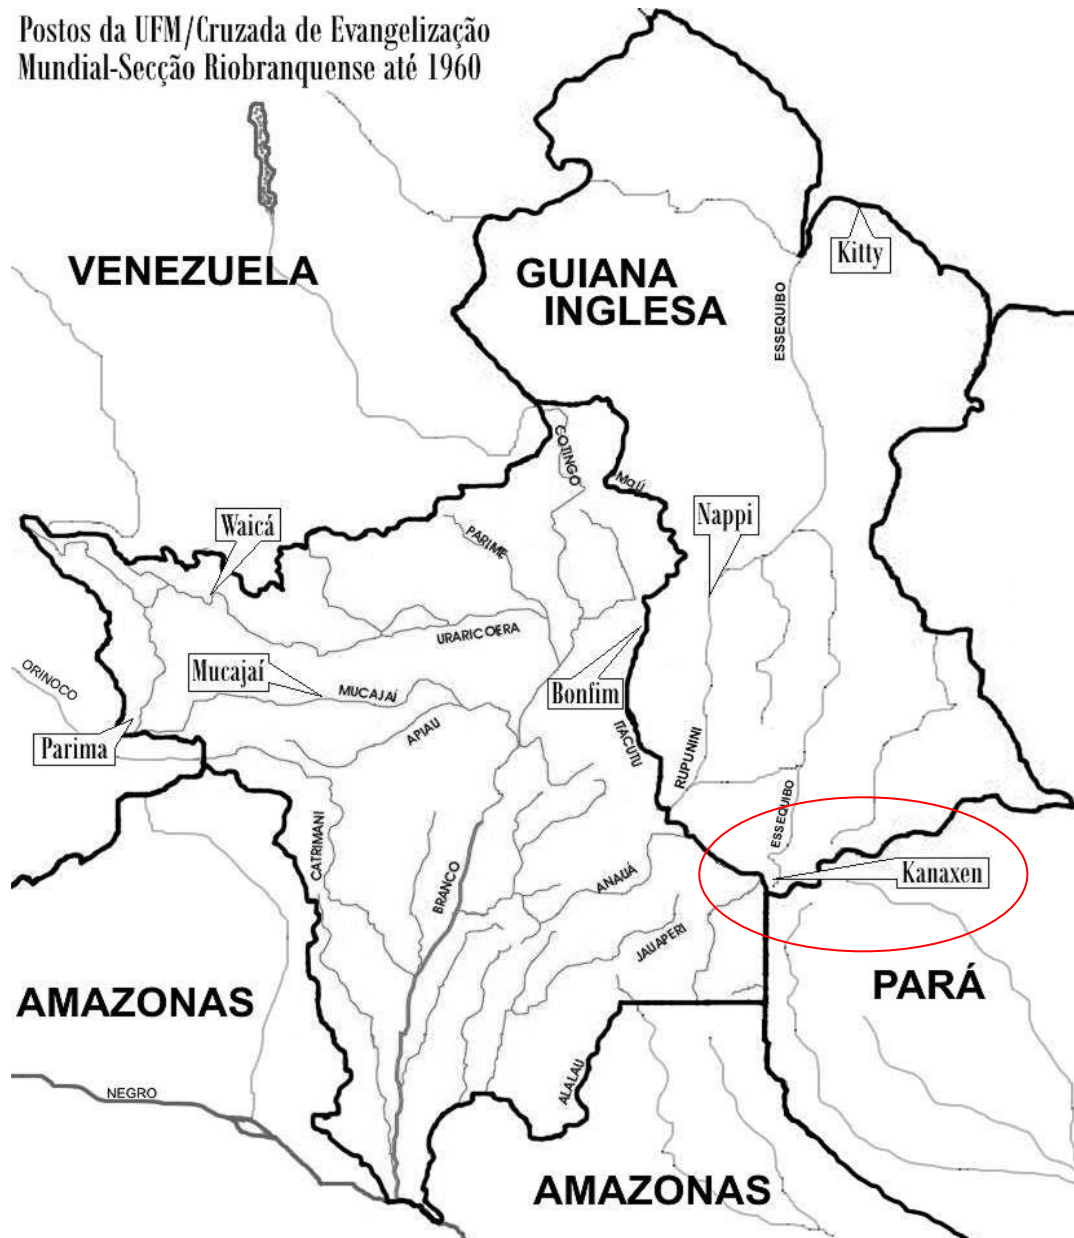 Postos da UFM/Cruzada de Evangelização
Mundial-Secção Riobranquense até 1960
Kitty
VENEZUELA
GUIANA
INGLESA
ESSEQUIBO
COTINGO
MAÚ
Nappi
Waicá
PARIME
URARICOERA
ORINOCO
Mucajaí
MUCAJAÍ
Bonfim
Parima
APIAU
ITACUTU
RUPUNINI
ESSEQUIBO
CATRIMANI
BRANCO
ANAUÁ
Kanaxen
JAUAPERI
AMAZONAS
PARÁ
ALALAU
NEGRO
AMAZONAS